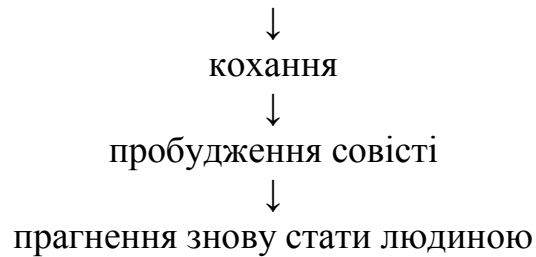 ↓
кохання
↓
пробудження совісті
↓
прагнення знову стати людиною